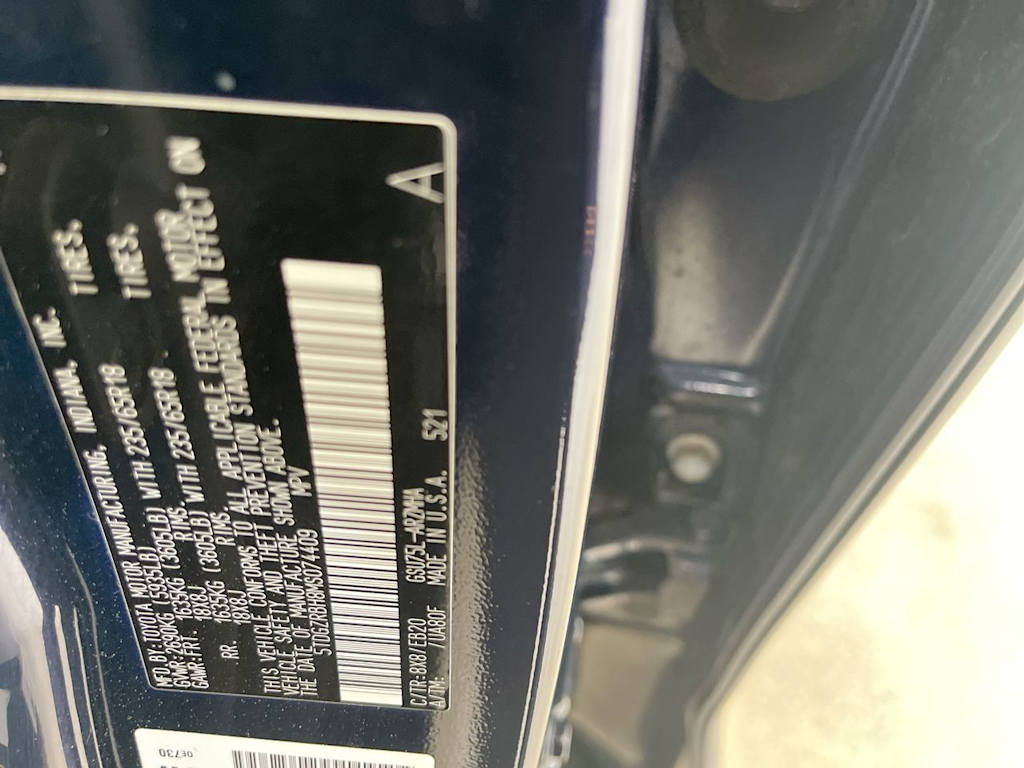 MFD.BY:TOYOTA MOTOR MANUFACTURING, INDIANA, INC.
GVWR:2690KG (5935LB)
GAWR:FRT. 1635KG (3605LB) WITH 235/65R18 TIRES.
18X8J RIMS.
RR. 1635KG (3605LB) WITH 235/65R18 TIRES.
18X8J RIMS.
THIS VEHICLE CONFORMS TO ALL APPLICABLE FEDERAL MOTOR
VEHICLE SAFETY AND THEFT PREVENTION STANDARDS IN EFFECT ON
THE DATE OF MANUFACTURE SHOWN ABOVE.
5TDGZRBH8MS074409 MPV
C/TR:8X8/EB20 GSU75L-ARZMHA
A/TM: /UA80F MADE IN U.S.A. 521 A
0E730